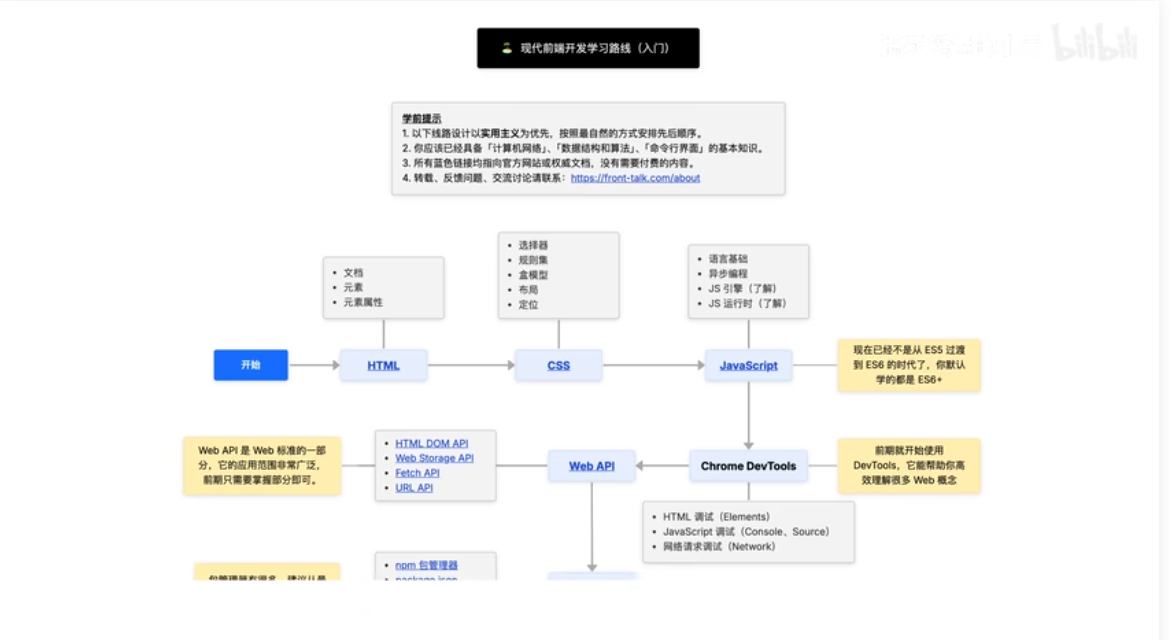 bilibili
现代前端开发学习路线（入门）
学前提示
1. 以下线路设计以实用主义为优先，按照最自然的方式安排先后顺序。
2. 你应该已经具备「计算机网络」、「数据结构和算法」、「命令行界面」的基本知识。
3. 所有蓝色链接均指向官方网站或权威文档，没有需要付费的内容。
4. 转载、反馈问题、交流讨论请联系：https://front-talk.com/about
• 文档
• 元素
• 元素属性
• 选择器
• 规则集
• 盒模型
• 布局
• 定位
• 语言基础
• 异步编程
• JS 引擎（了解）
• JS 运行时（了解）
开始
HTML
CSS
JavaScript
现在已经不是从 ES5 过渡
到 ES6 的时代了，你默认
学的都是 ES6+
Web API 是 Web 标准的一部
分，它的应用范围非常广泛，
前期只需要掌握部分即可。
• HTML DOM API
• Web Storage API
• Fetch API
• URL API
Web API
Chrome DevTools
前期就开始使用
DevTools，它能帮助你高
效理解很多 Web 概念
• HTML 调试（Elements）
• JavaScript 调试（Console、Source）
• 网络请求调试（Network）
• npm 包管理器
• package.json